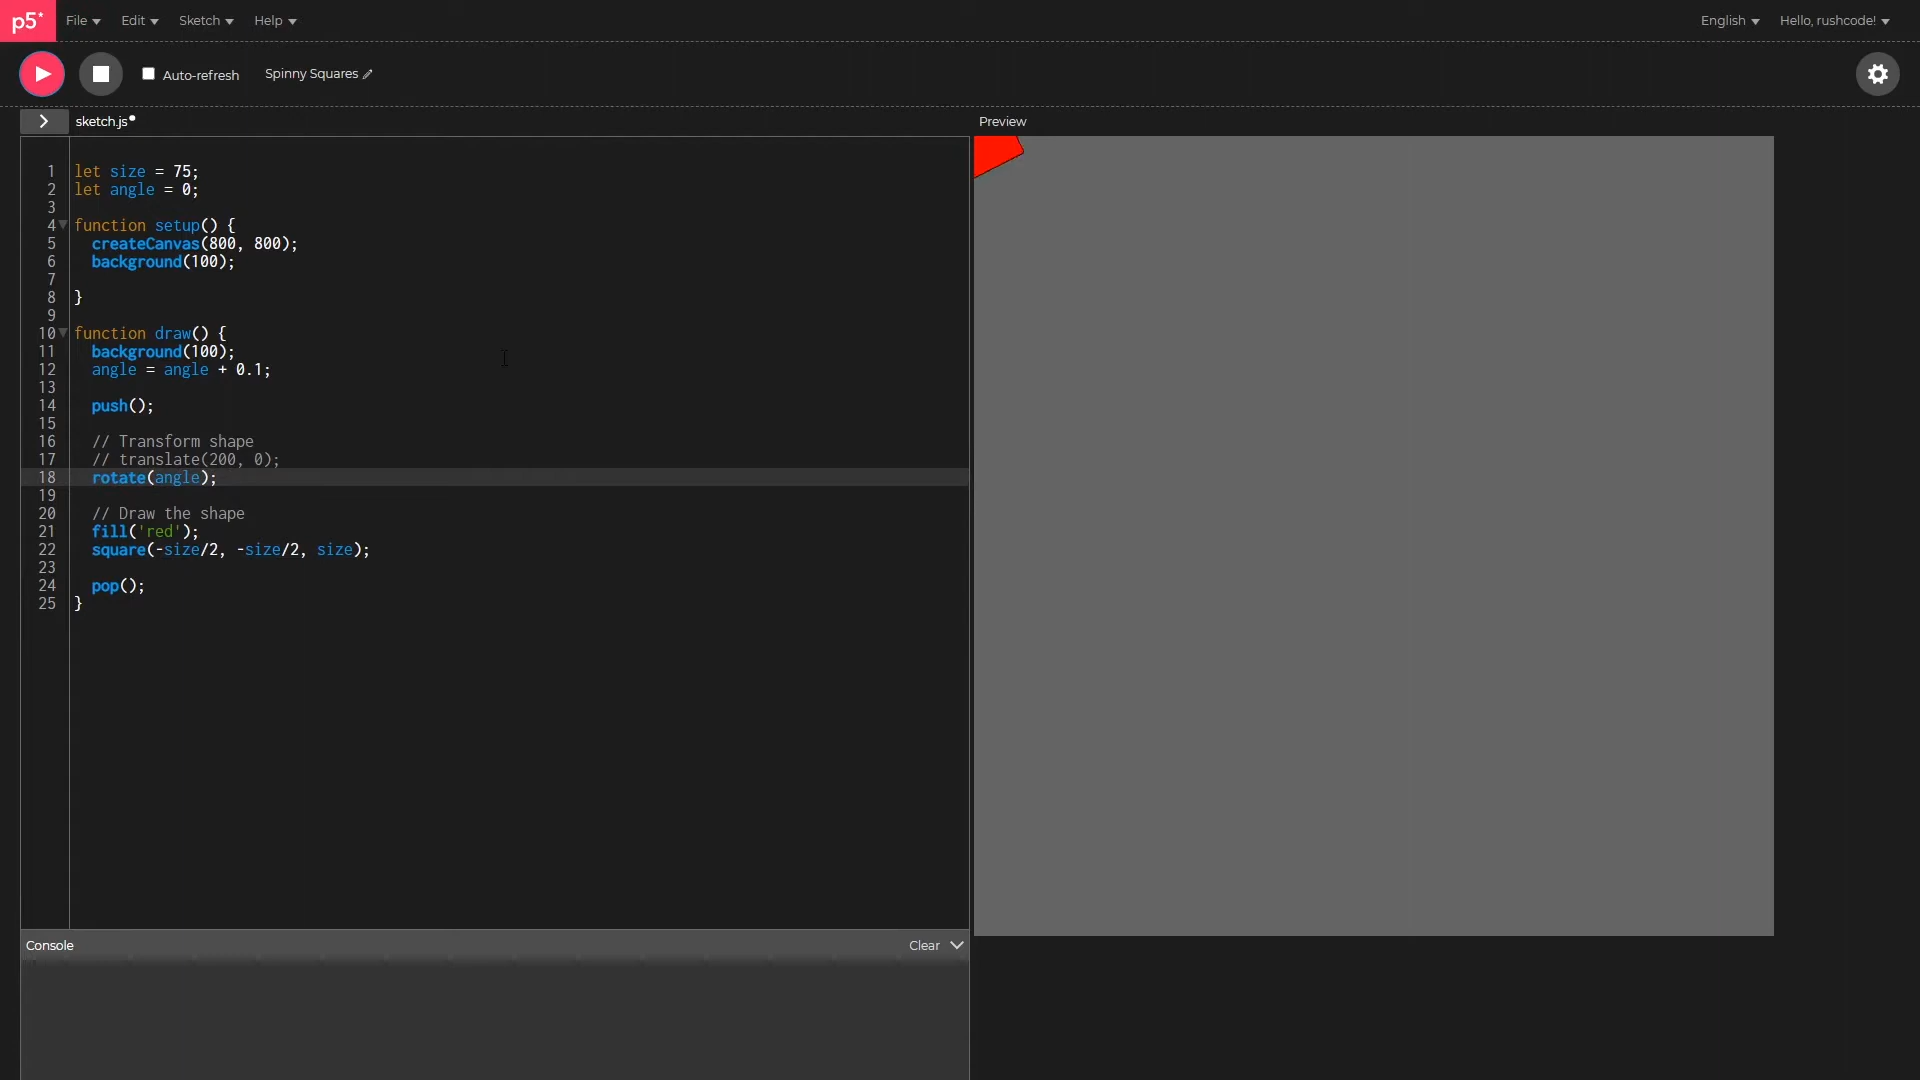 p5* File Edit Sketch Help English Hello, rushcode!
Auto-refresh Spinny Squares
sketch.js Preview
1 let size = 75;
2 let angle = 0;
3
4 function setup() {
5 createCanvas(800, 800);
6 background(100);
7
8 }
9
10 function draw() {
11 background(100);
12 angle = angle + 0.1;
13
14 push();
15
16 // Transform shape
17 // translate(200, 0);
18 rotate(angle);
19
20 // Draw the shape
21 fill('red');
22 square(-size/2, -size/2, size);
23
24 pop();
25 }
Console Clear